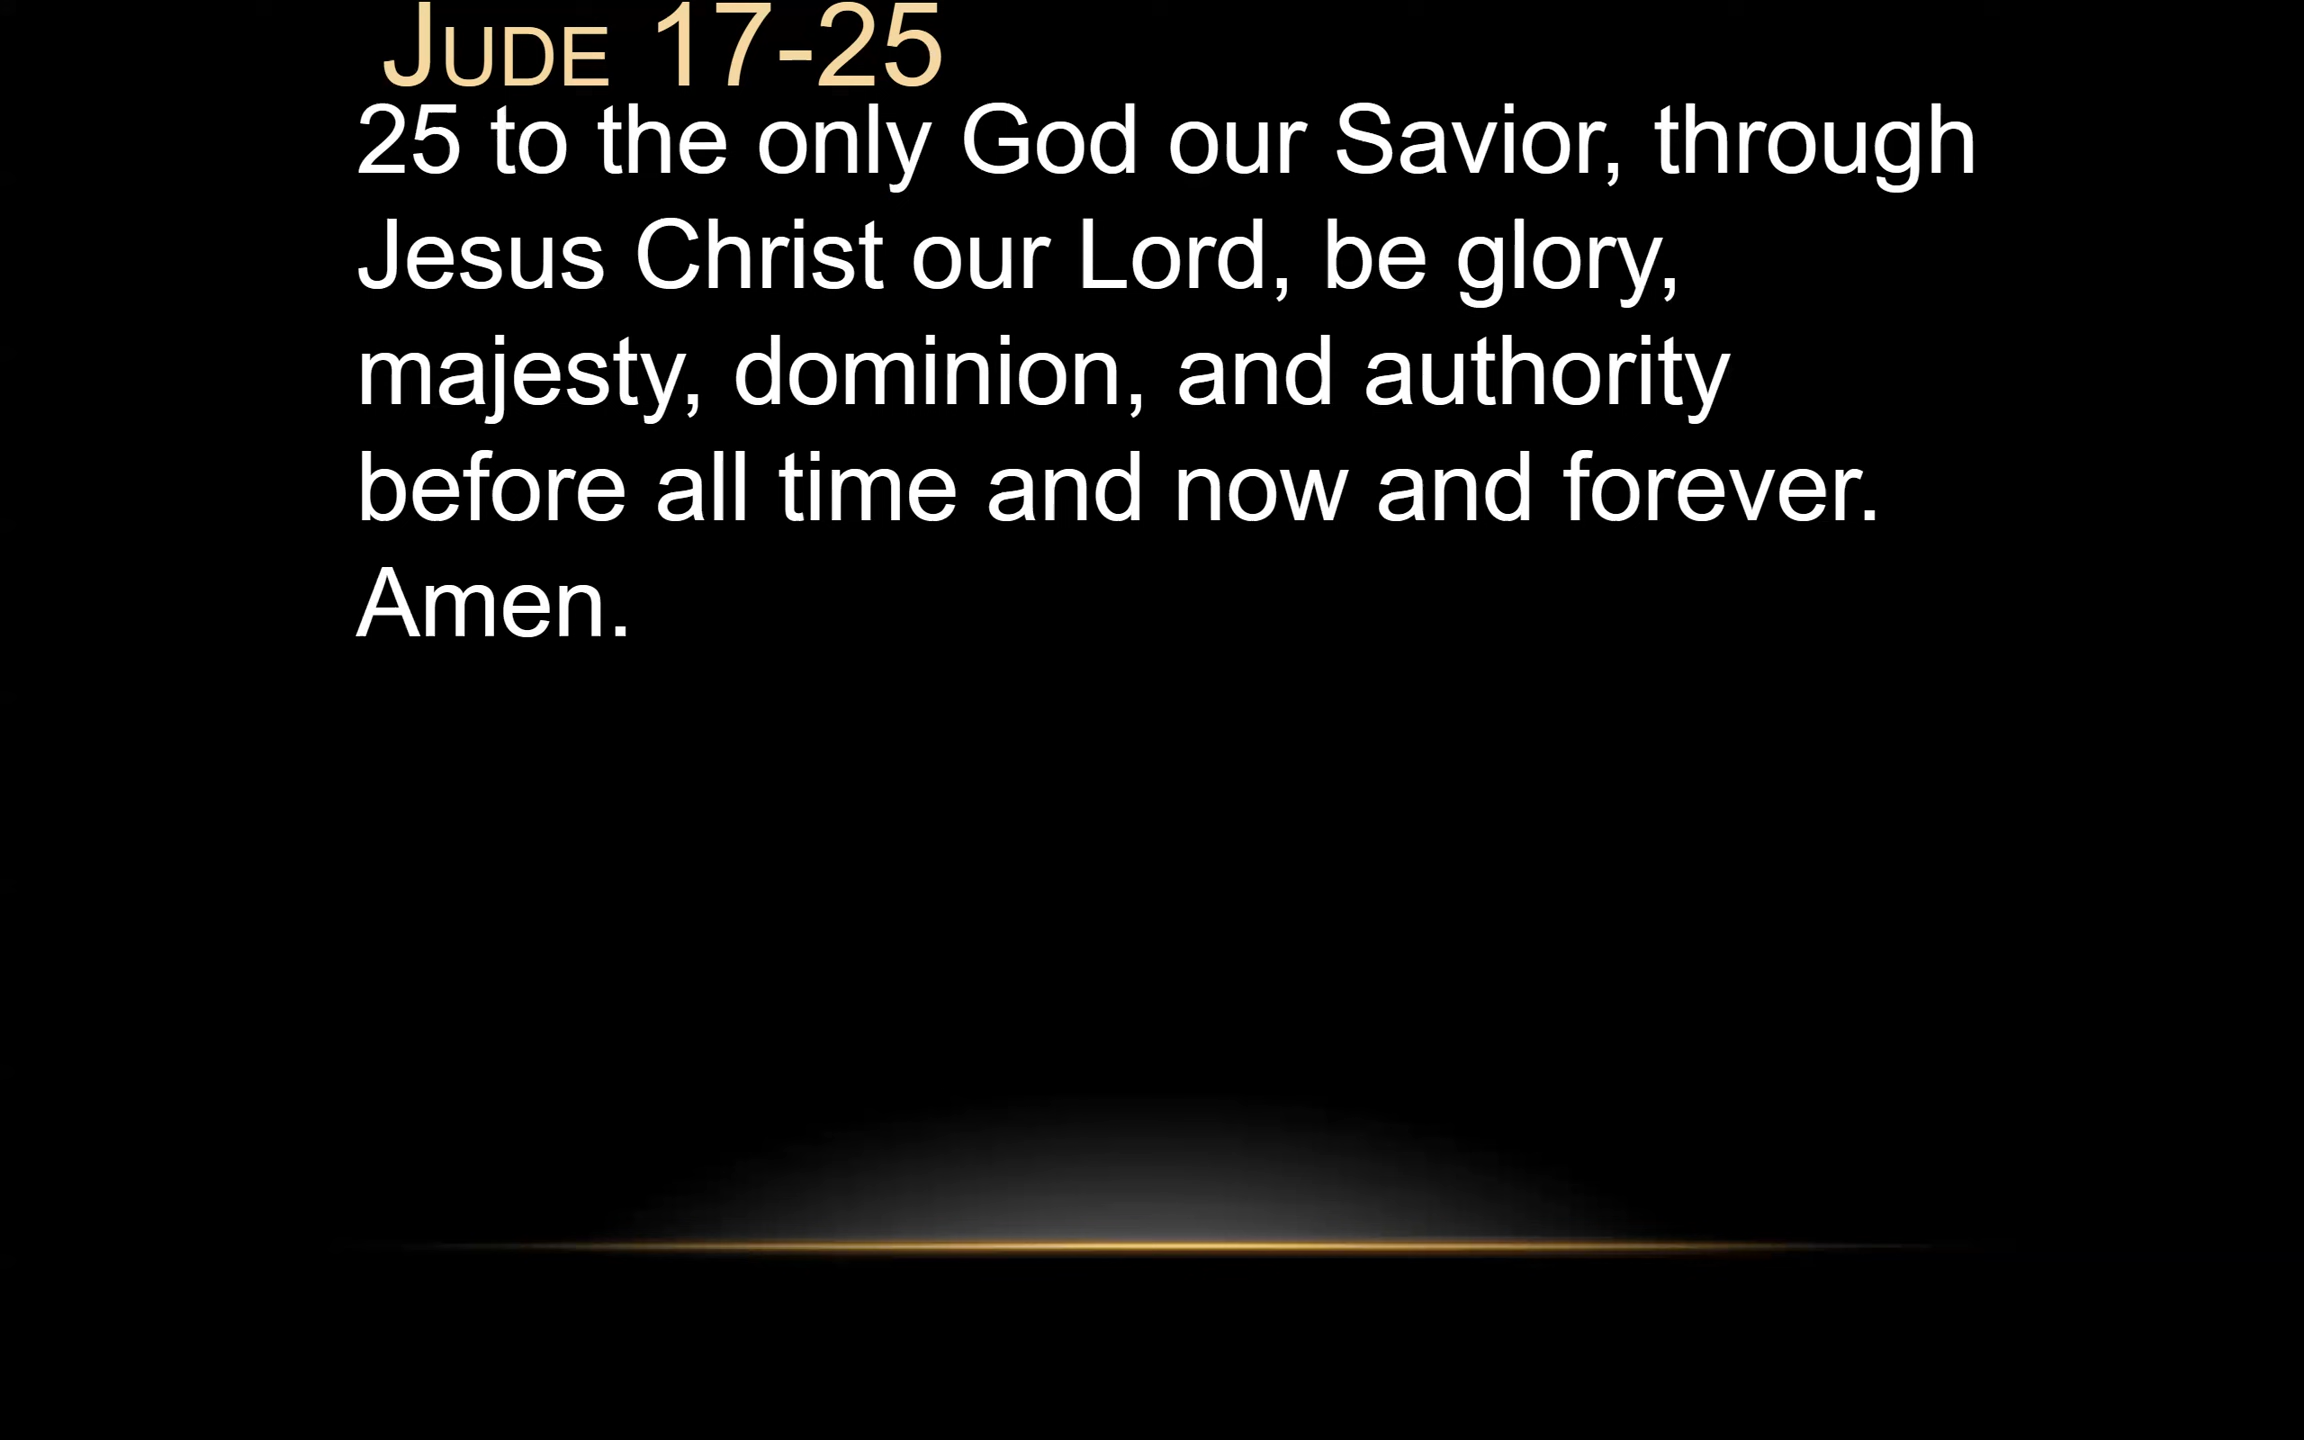 Jude 17-25
25 to the only God our Savior, through
Jesus Christ our Lord, be glory,
majesty, dominion, and authority
before all time and now and forever.
Amen.